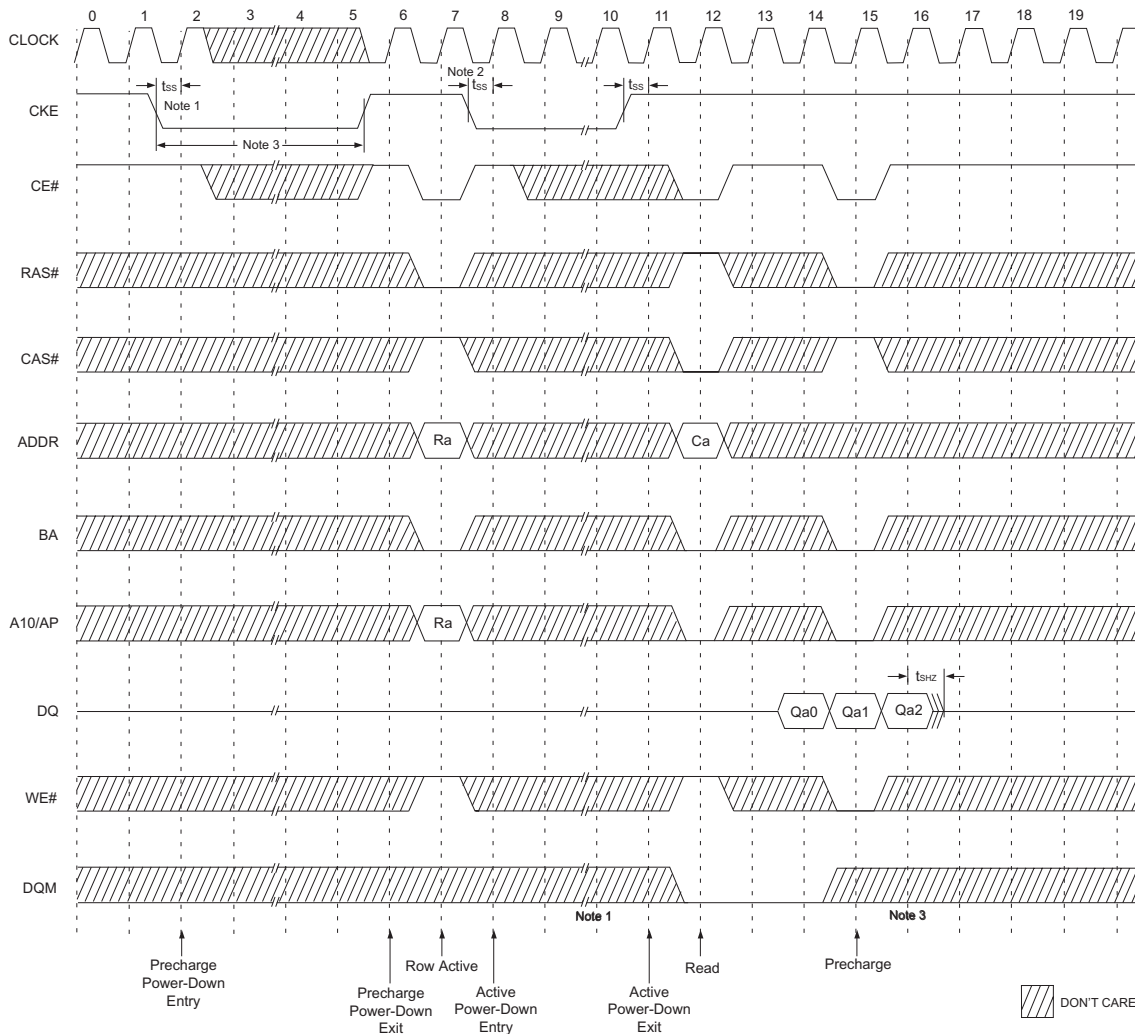 0 1 2 3 4 5 6 7 8 9 10 11 12 13 14 15 16 17 18 19
CLOCK
Note 2
tSS tSS tSS
CKE
Note 1
Note 3
CE#
RAS#
CAS#
ADDR Ra Ca
BA
A10/AP Ra
tSHZ
DQ Qa0 Qa1 Qa2
WE#
DQM
Note 1 Note 3
Precharge
Power-Down
Entry
Precharge
Power-Down
Exit
Row Active
Active
Power-Down
Entry
Active
Power-Down
Exit
Read
Precharge
DON'T CARE